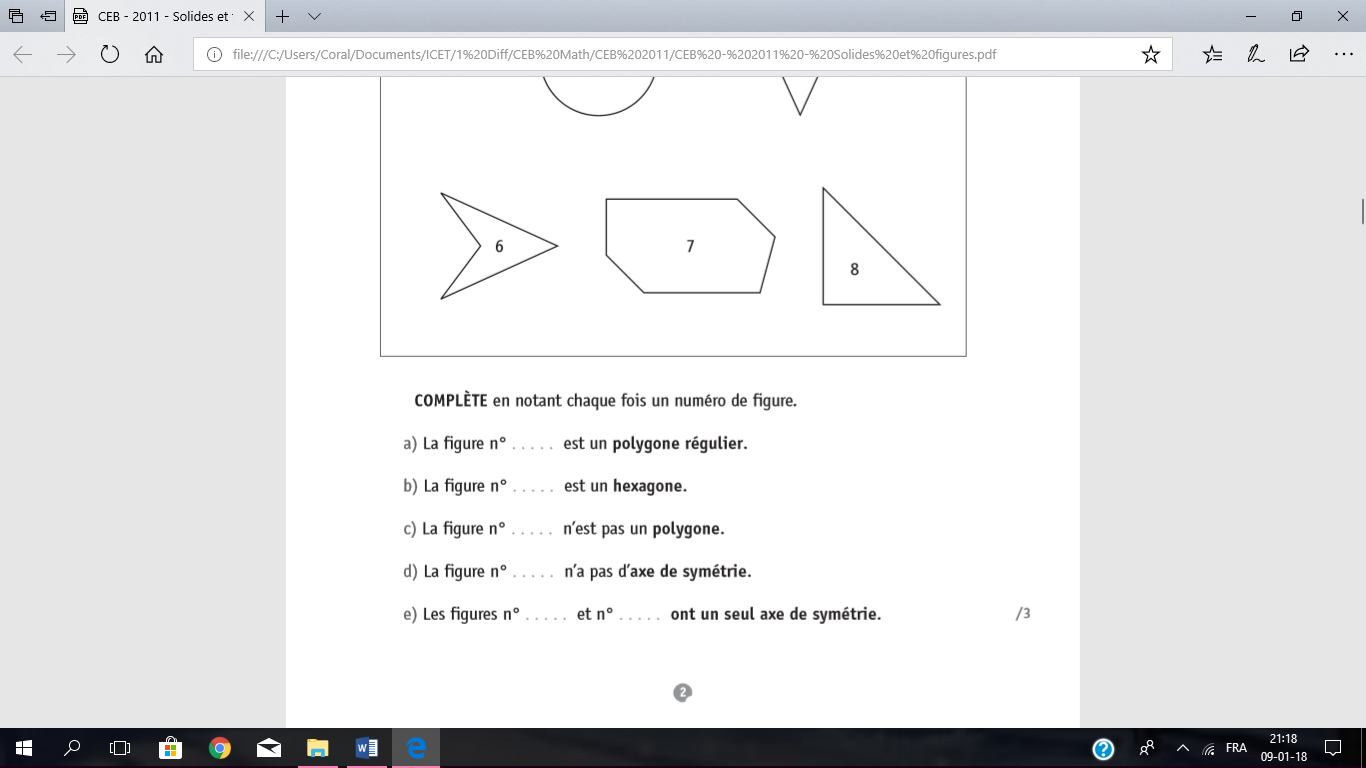 CEB - 2011 - Solides et
file:///C:/Users/Coral/Documents/ICET/1%20Diff/CEB%20Math/CEB%202011/CEB%20-%202011%20-%20Solides%20et%20figures.pdf
6
7
8
COMPLÈTE en notant chaque fois un numéro de figure.
a) La figure n° . . . . . est un polygone régulier.
b) La figure n° . . . . . est un hexagone.
c) La figure n° . . . . . n'est pas un polygone.
d) La figure n° . . . . . n'a pas d'axe de symétrie.
e) Les figures n° . . . . . et n° . . . . . ont un seul axe de symétrie. /3
2
FRA
21:18
09-01-18